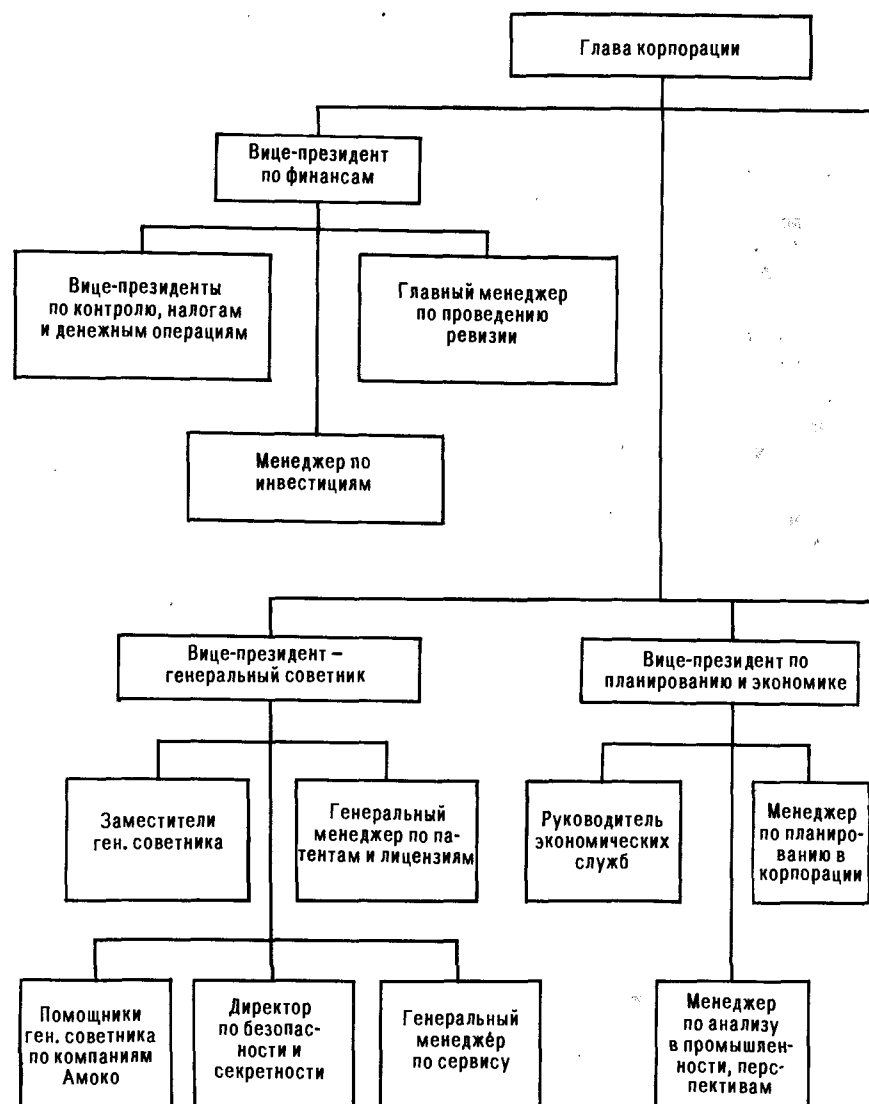 Глава корпорации
Вице-президент
по финансам
Вице-президенты
по контролю, налогам
и денежным операциям
Главный менеджер
по проведению
ревизии
Менеджер по
инвестициям
Вице-президент –
генеральный советник
Вице-президент по
планированию и экономике
Заместители
ген. советника
Генеральный
менеджер по па-
тентам и лицензиям
Руководитель
экономических
служб
Менеджер
по планиро-
ванию в
корпорации
Помощники
ген. советника
по компаниям
Амоко
Директор
по безопас-
ности и
секретности
Генеральный
менеджер
по сервису
Менеджер
по анализу
в промышлен-
ности, перс-
пективам